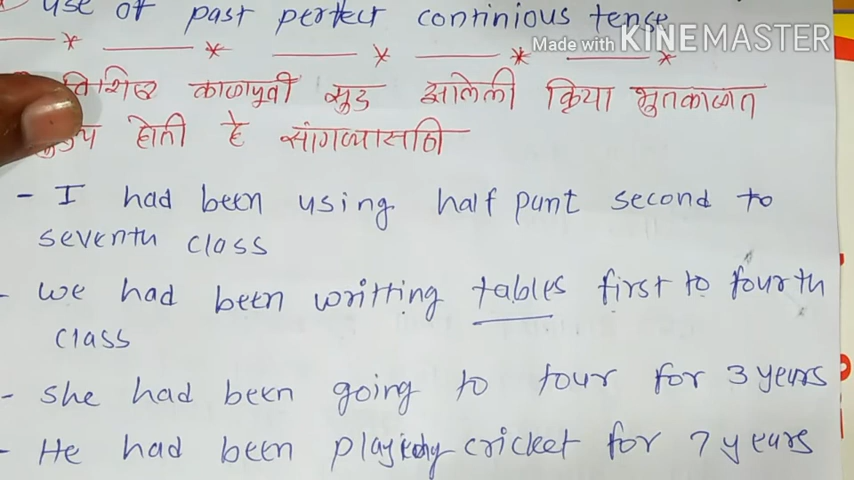 use of past perfect continious tense
Made with KINEMASTER
विशिष्ट काळापूर्वी सुरु झालेली क्रिया भुतकाळात
होती हे सांगण्यासाठी
- I had been using half pant second to
seventh class
- we had been writting tables first to fourth
class
- she had been going to tour for 3 years
- He had been playing cricket for 7 years